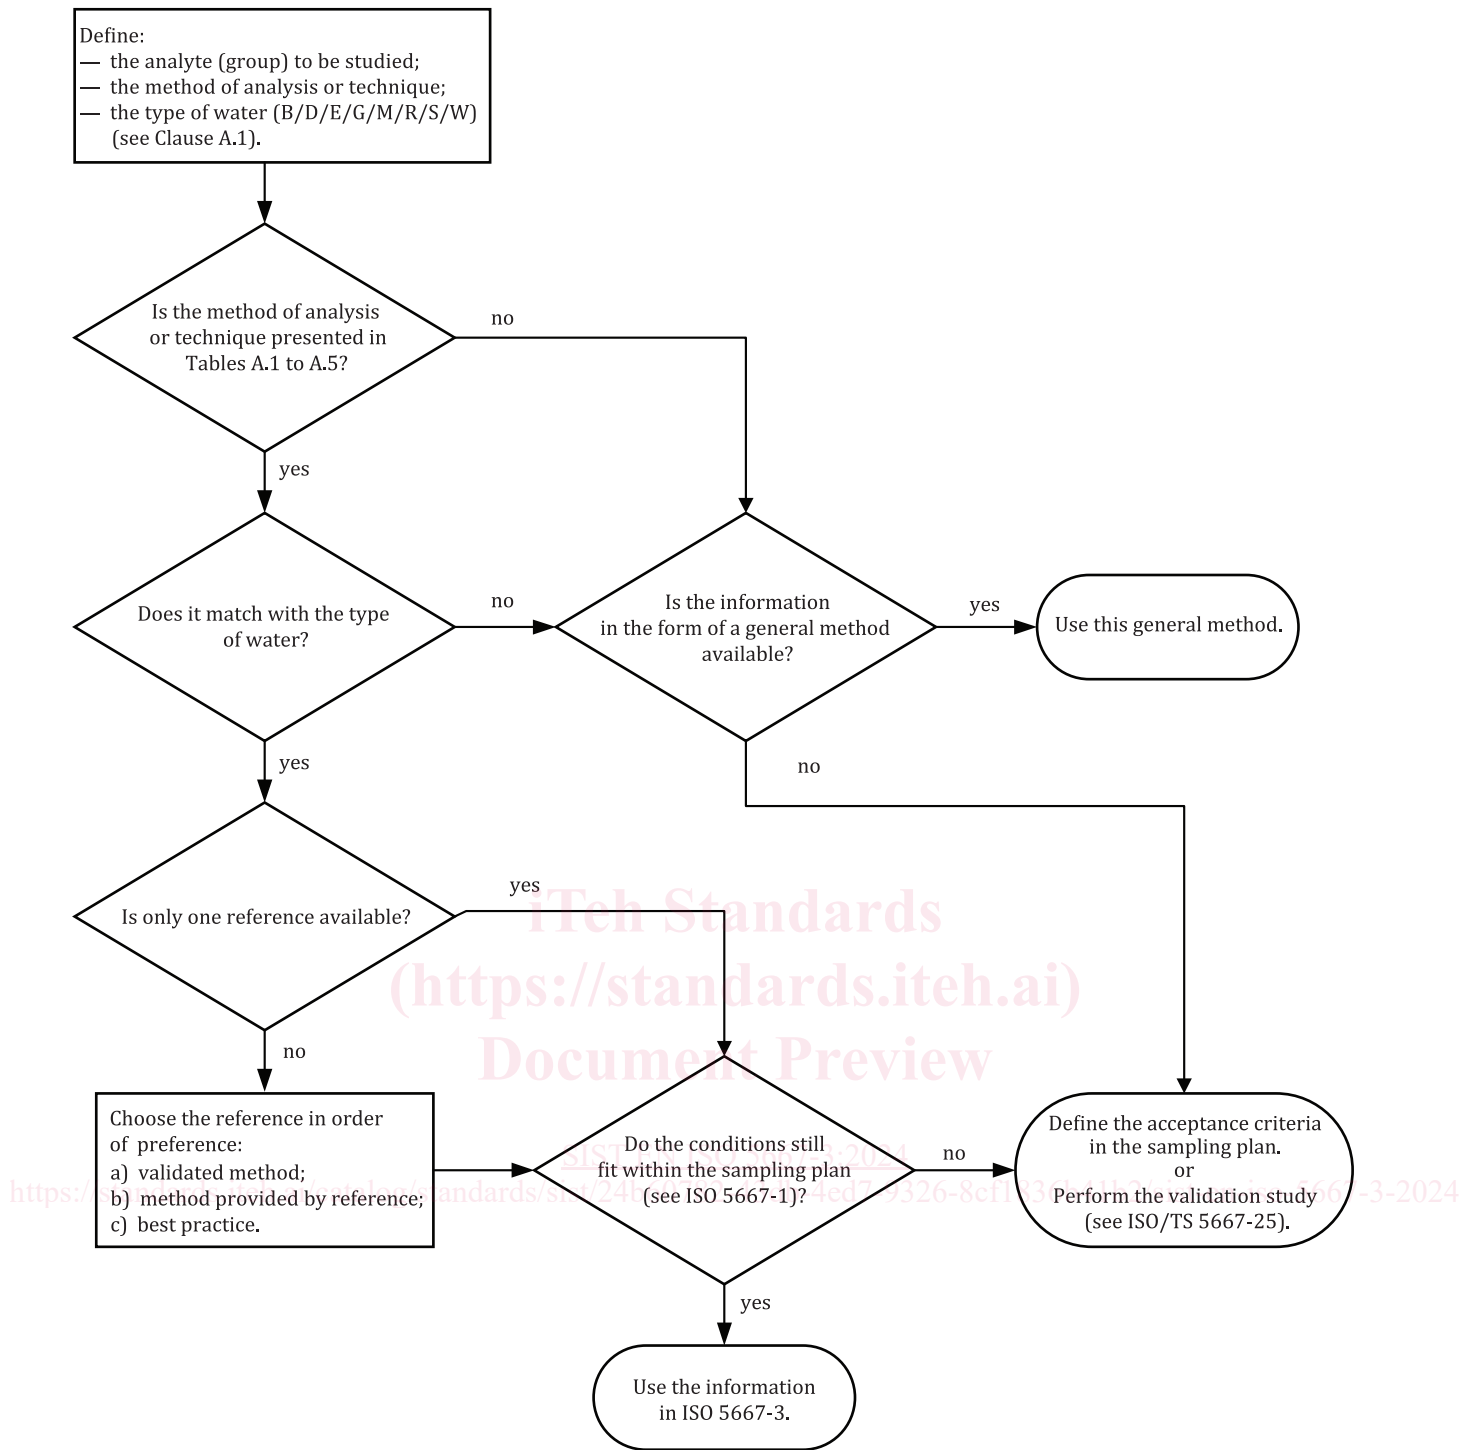 Define:
— the analyte (group) to be studied;
— the method of analysis or technique;
— the type of water (B/D/E/G/M/R/S/W)
(see Clause A.1).
Is the method of analysis
or technique presented in
Tables A.1 to A.5?
no
yes
Does it match with the type
of water?
no
Is the information
in the form of a general method
available?
yes
Use this general method.
yes
no
Is only one reference available?
yes
iTeh Standards
(https://standards.iteh.ai)
Document Preview
no
Choose the reference in order
of preference:
a) validated method;
b) method provided by reference;
c) best practice.
Do the conditions still
fit within the sampling plan
(see ISO 5667-1)?
no
Define the acceptance criteria
in the sampling plan.
or
Perform the validation study
(see ISO/TS 5667-25).
SIST EN ISO 5667-3:2024
yes
Use the information
in ISO 5667-3.